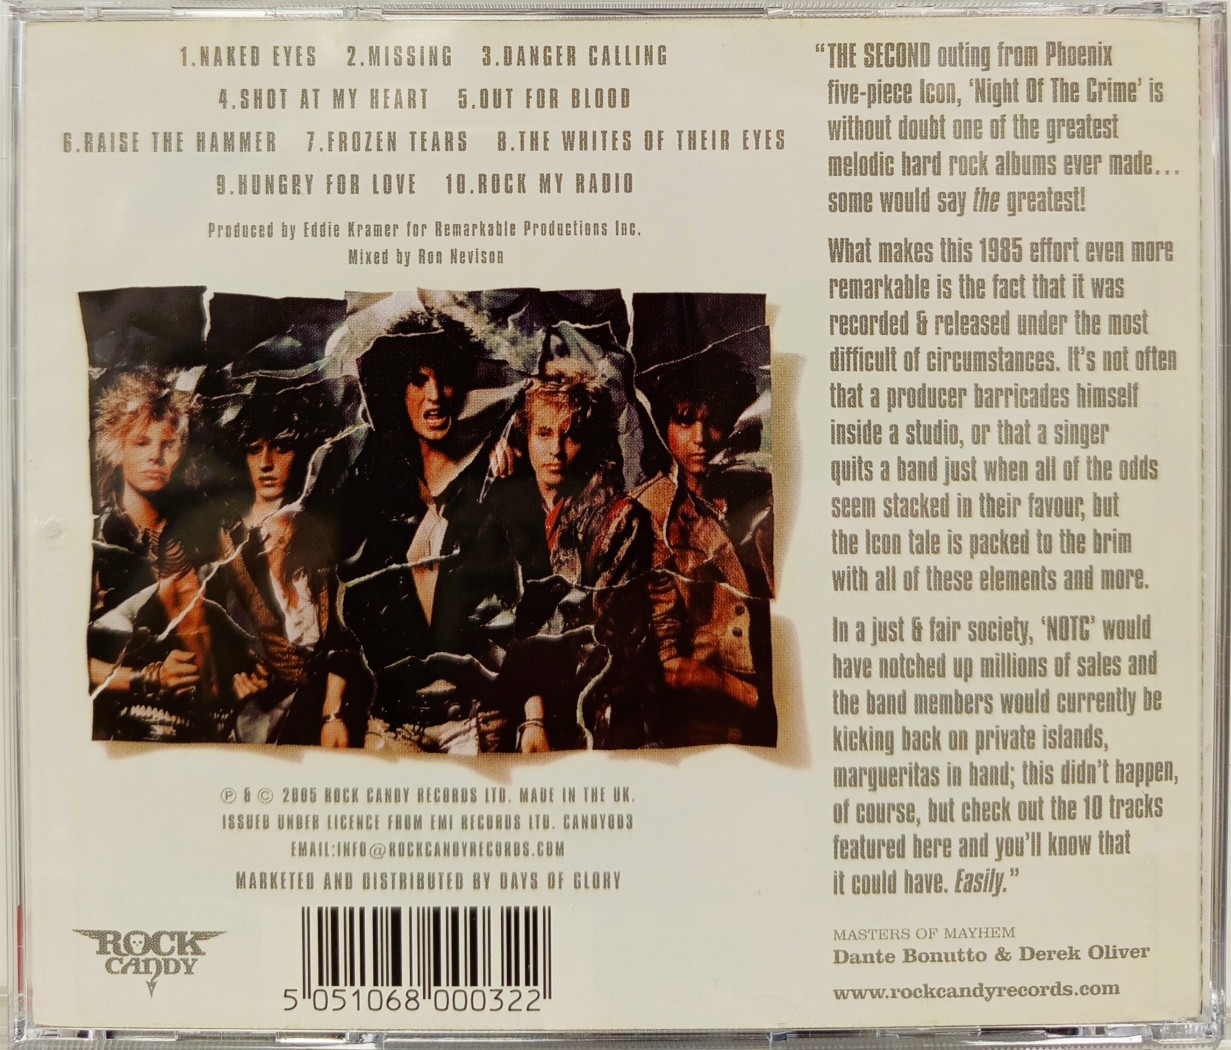 1.NAKED EYES 2.MISSING 3.DANGER CALLING
4.SHOT AT MY HEART 5.OUT FOR BLOOD
6.RAISE THE HAMMER 7.FROZEN TEARS 8.THE WHITES OF THEIR EYES
9.HUNGRY FOR LOVE 10.ROCK MY RADIO
Produced by Eddie Kramer for Remarkable Productions Inc.
Mixed by Ron Nevison
℗ & © 2005 ROCK CANDY RECORDS LTD. MADE IN THE UK.
ISSUED UNDER LICENCE FROM EMI RECORDS LTD. CANDY003
EMAIL:INFO@ROCKCANDYRECORDS.COM
MARKETED AND DISTRIBUTED BY DAYS OF GLORY
ROCK
CANDY
5 051068 000322
“THE SECOND outing from Phoenix
five-piece Icon, ‘Night Of The Crime’ is
without doubt one of the greatest
melodic hard rock albums ever made...
some would say the greatest!
What makes this 1985 effort even more
remarkable is the fact that it was
recorded & released under the most
difficult of circumstances. It’s not often
that a producer barricades himself
inside a studio, or that a singer
quits a band just when all of the odds
seem stacked in their favour, but
the Icon tale is packed to the brim
with all of these elements and more.
In a just & fair society, ‘NOTC’ would
have notched up millions of sales and
the band members would currently be
kicking back on private islands,
margueritas in hand; this didn’t happen,
of course, but check out the 10 tracks
featured here and you’ll know that
it could have. Easily.”
MASTERS OF MAYHEM
Dante Bonutto & Derek Oliver
www.rockcandyrecords.com